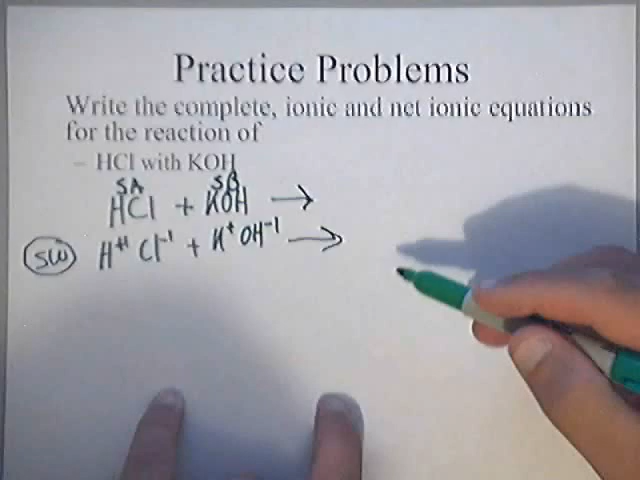 Practice Problems
Write the complete, ionic and net ionic equations
for the reaction of
– HCl with KOH
SA SB
HCl + KOH →
SW H⁺¹ Cl⁻¹ + K⁺ OH⁻¹ →